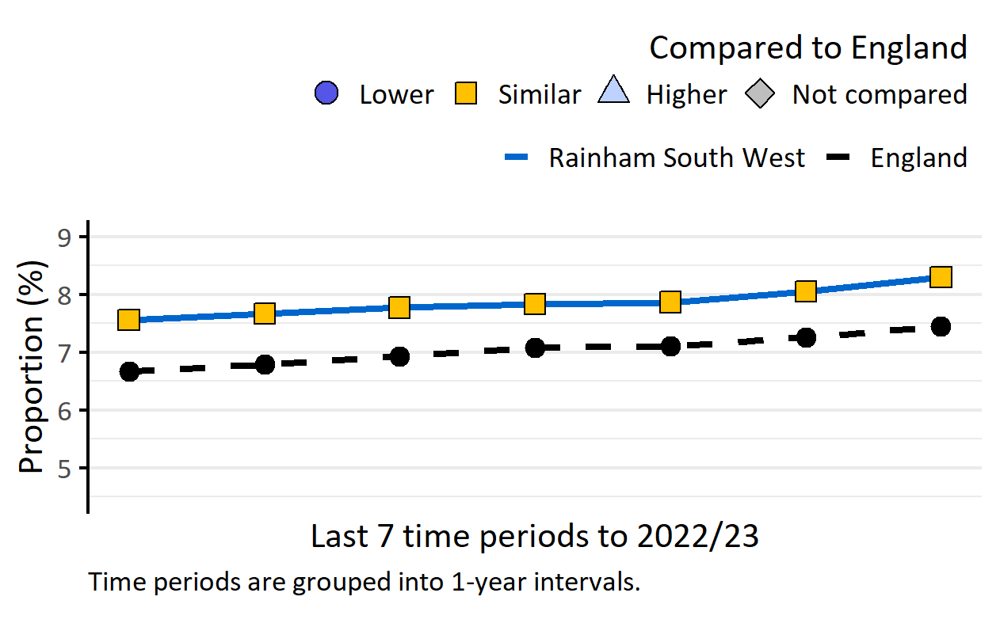 Compared to England
Lower Similar Higher Not compared
Rainham South West England
Proportion (%)
9
8
7
6
5
Last 7 time periods to 2022/23
Time periods are grouped into 1-year intervals.